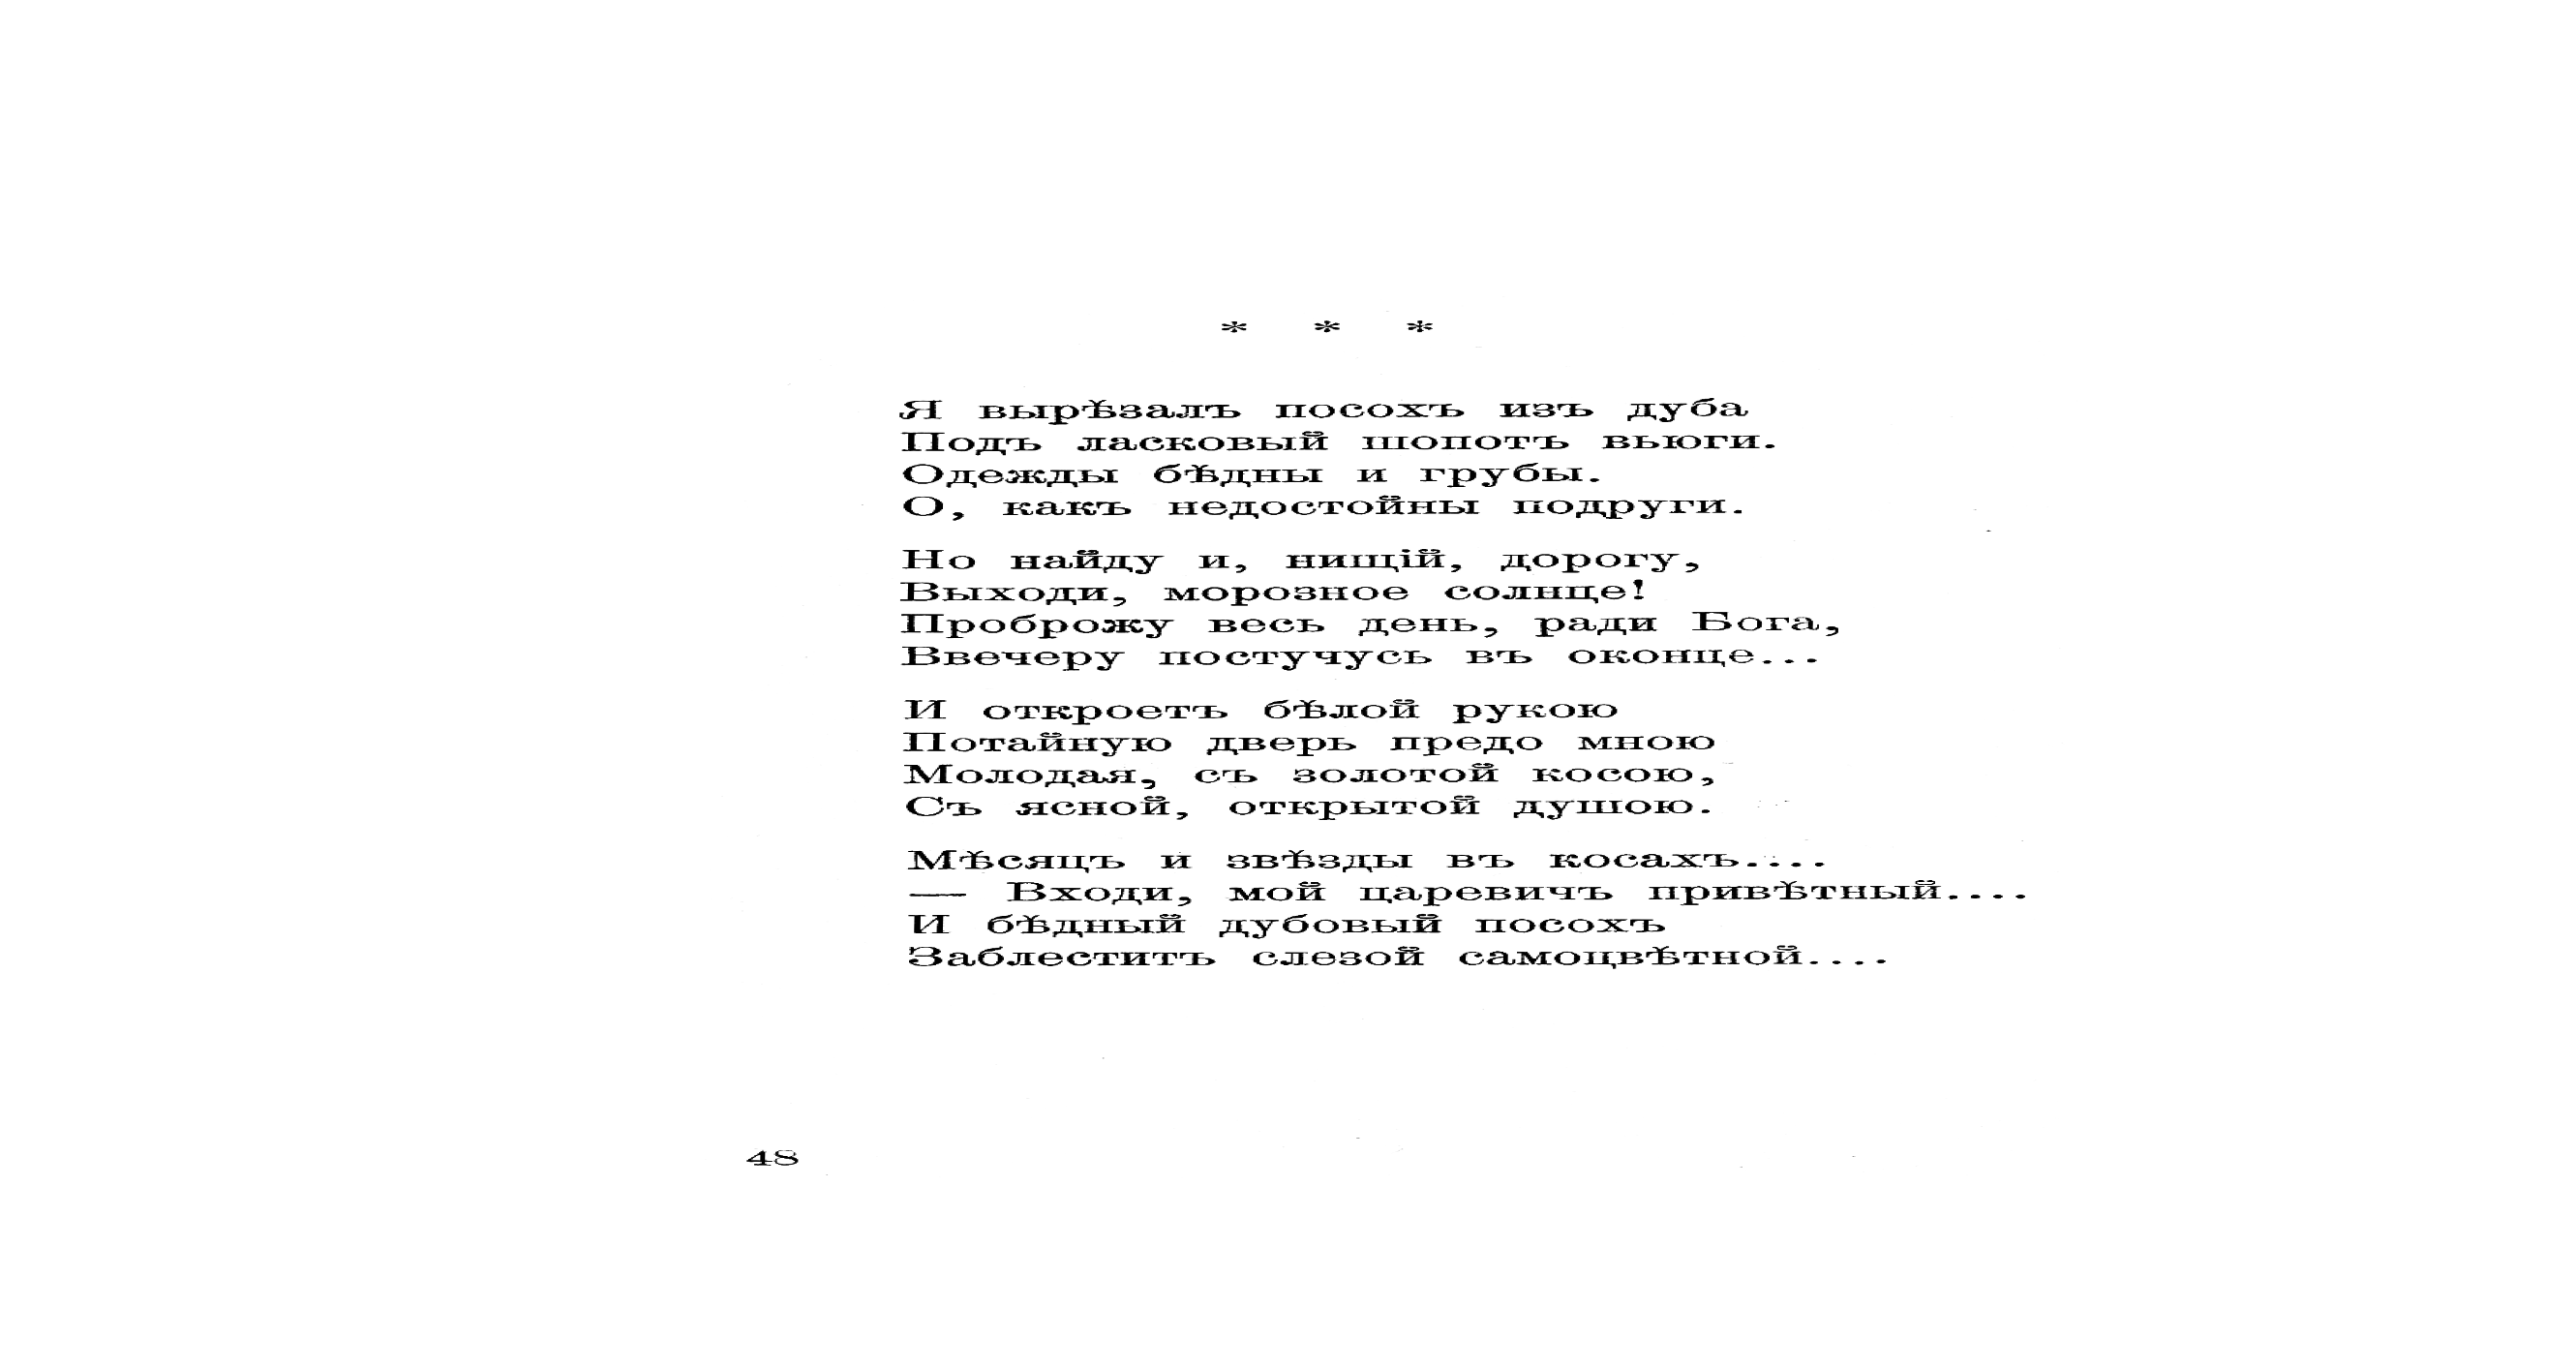 * * *
Я вырѣзалъ посохъ изъ дуба
Подъ ласковый шопотъ вьюги.
Одежды бѣдны и грубы.
О, какъ недостойны подруги.
Но найду и, нищій, дорогу,
Выходи, морозное солнце!
Проброжу весь день, ради Бога,
Ввечеру постучусь въ оконце...
И откроетъ бѣлой рукою
Потайную дверь предо мною
Молодая, съ золотой косою,
Съ ясной, открытой душою.
Мѣсяцъ и звѣзды въ косахъ....
— Входи, мой царевичъ привѣтный....
И бѣдный дубовый посохъ
Заблеститъ слезой самоцвѣтной....
48